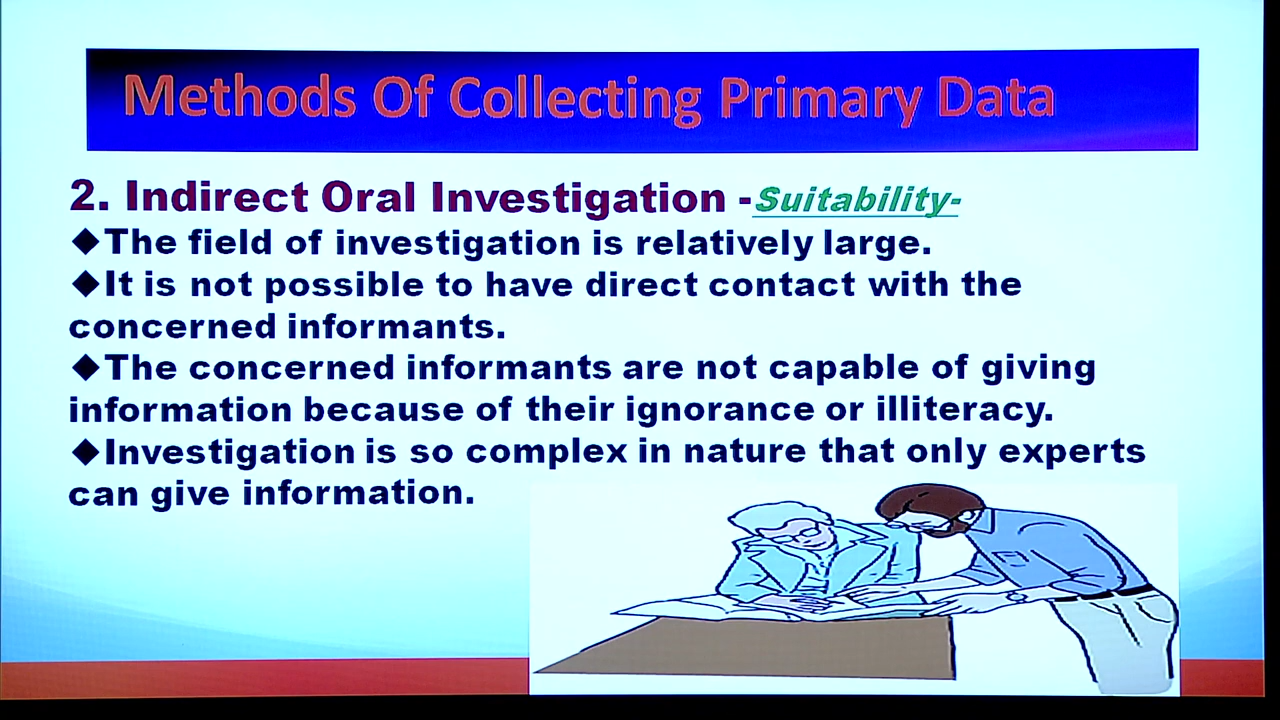 Methods Of Collecting Primary Data
2. Indirect Oral Investigation -Suitability-
◆The field of investigation is relatively large.
◆It is not possible to have direct contact with the
concerned informants.
◆The concerned informants are not capable of giving
information because of their ignorance or illiteracy.
◆Investigation is so complex in nature that only experts
can give information.